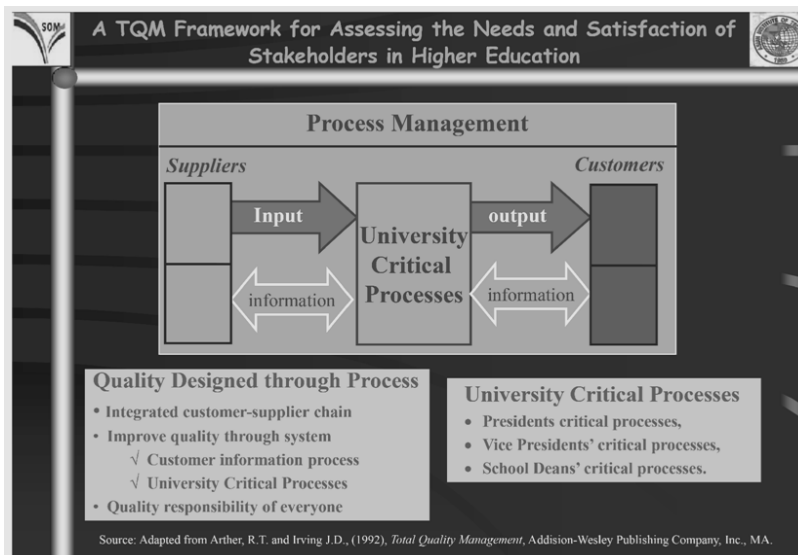 SOM
A TQM Framework for Assessing the Needs and Satisfaction of
Stakeholders in Higher Education
Process Management
Suppliers
Customers
Input
output
University
Critical
Processes
information
information
Quality Designed through Process
• Integrated customer-supplier chain
• Improve quality through system
√ Customer information process
√ University Critical Processes
• Quality responsibility of everyone
University Critical Processes
• Presidents critical processes,
• Vice Presidents' critical processes,
• School Deans' critical processes.
Source: Adapted from Arther, R.T. and Irving J.D., (1992), Total Quality Management, Addision-Wesley Publishing Company, Inc., MA.